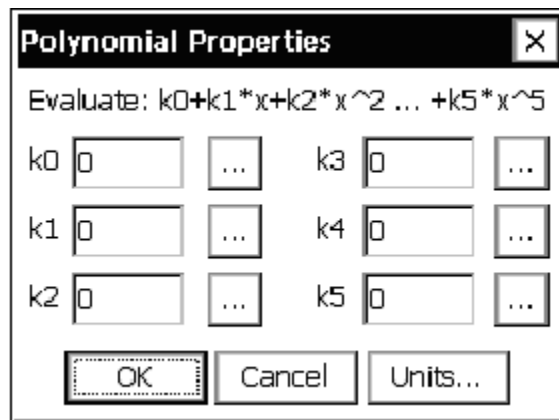 Polynomial Properties X
Evaluate: k0+k1*x+k2*x^2 ... +k5*x^5
k0 0 ... k3 0 ...
k1 0 ... k4 0 ...
k2 0 ... k5 0 ...
OK Cancel Units...